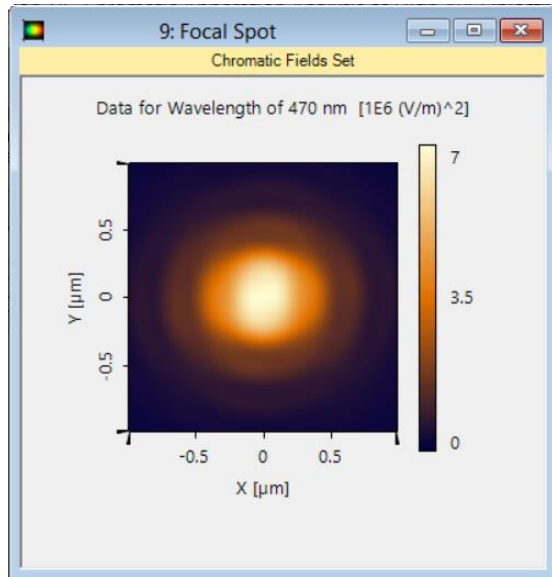 9: Focal Spot
Chromatic Fields Set
Data for Wavelength of 470 nm [1E6 (V/m)^2]
7
3.5
0
Y [µm]
0.5
0
-0.5
-0.5 0 0.5
X [µm]